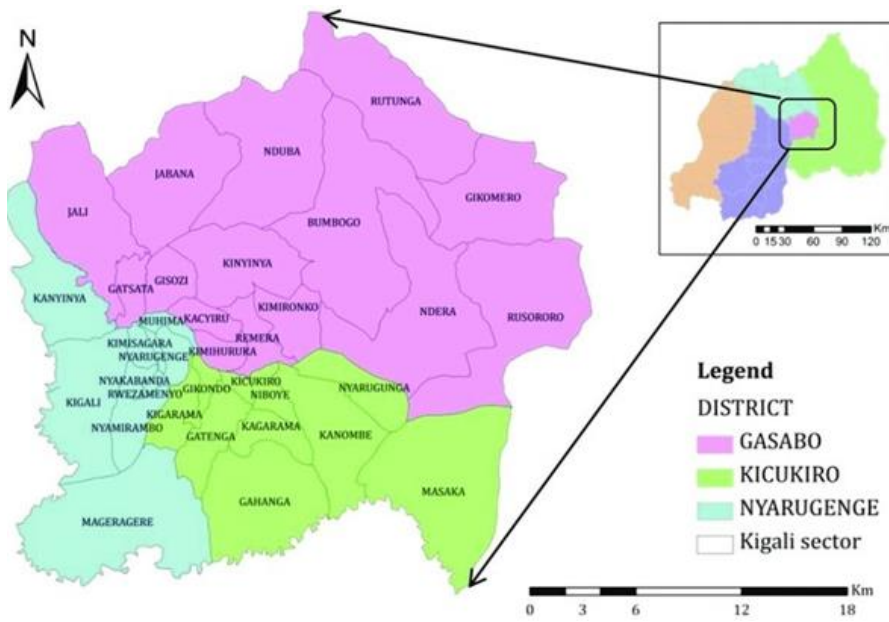 N
RUTUNGA
NDUBA
JABANA
GIKOMERO
JALI
BUMBOGO
KINYINYA
GISOZI
GATSATA
KANYINYA
KIMIRONKO
NDERA
RUSORORO
MUHIMA
KACYIRU
REMERA
KIMISAGARA
KIMIHURUKA
NYARUGENGE
NYAKABANDA
GIKONDO
KICUKIRO
NYARUGUNGA
RWEZAMENYO
NIBOYE
KIGALI
KIGARAMA
NYAMIRAMBO
KAGARAMA
GATENGA
KANOMBE
MASAKA
GAHANGA
MAGERAGERE
Km
0 15 30 60 90 120
Legend
DISTRICT
GASABO
KICUKIRO
NYARUGENGE
Kigali sector
Km
0 3 6 12 18